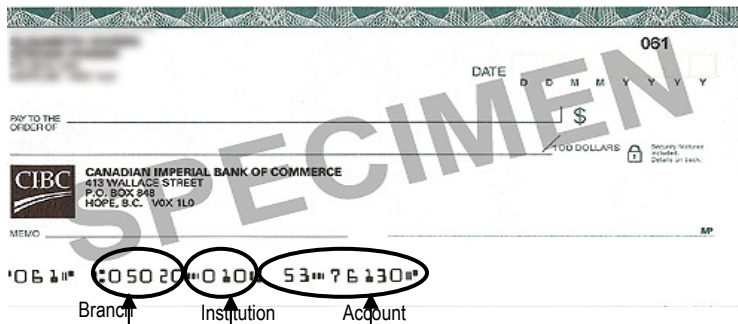 061
DATE
D D M M Y Y Y Y
PAY TO THE
ORDER OF
$
100 DOLLARS
Security features
included.
Details on back.
SPECIMEN
CIBC
CANADIAN IMPERIAL BANK OF COMMERCE
413 WALLACE STREET
P.O. BOX 848
HOPE, B.C. V0X 1L0
MEMO
MP
⑈061⑈ ⑆05020⑉010⑆ 53⑉76130⑈
Branch Institution Account